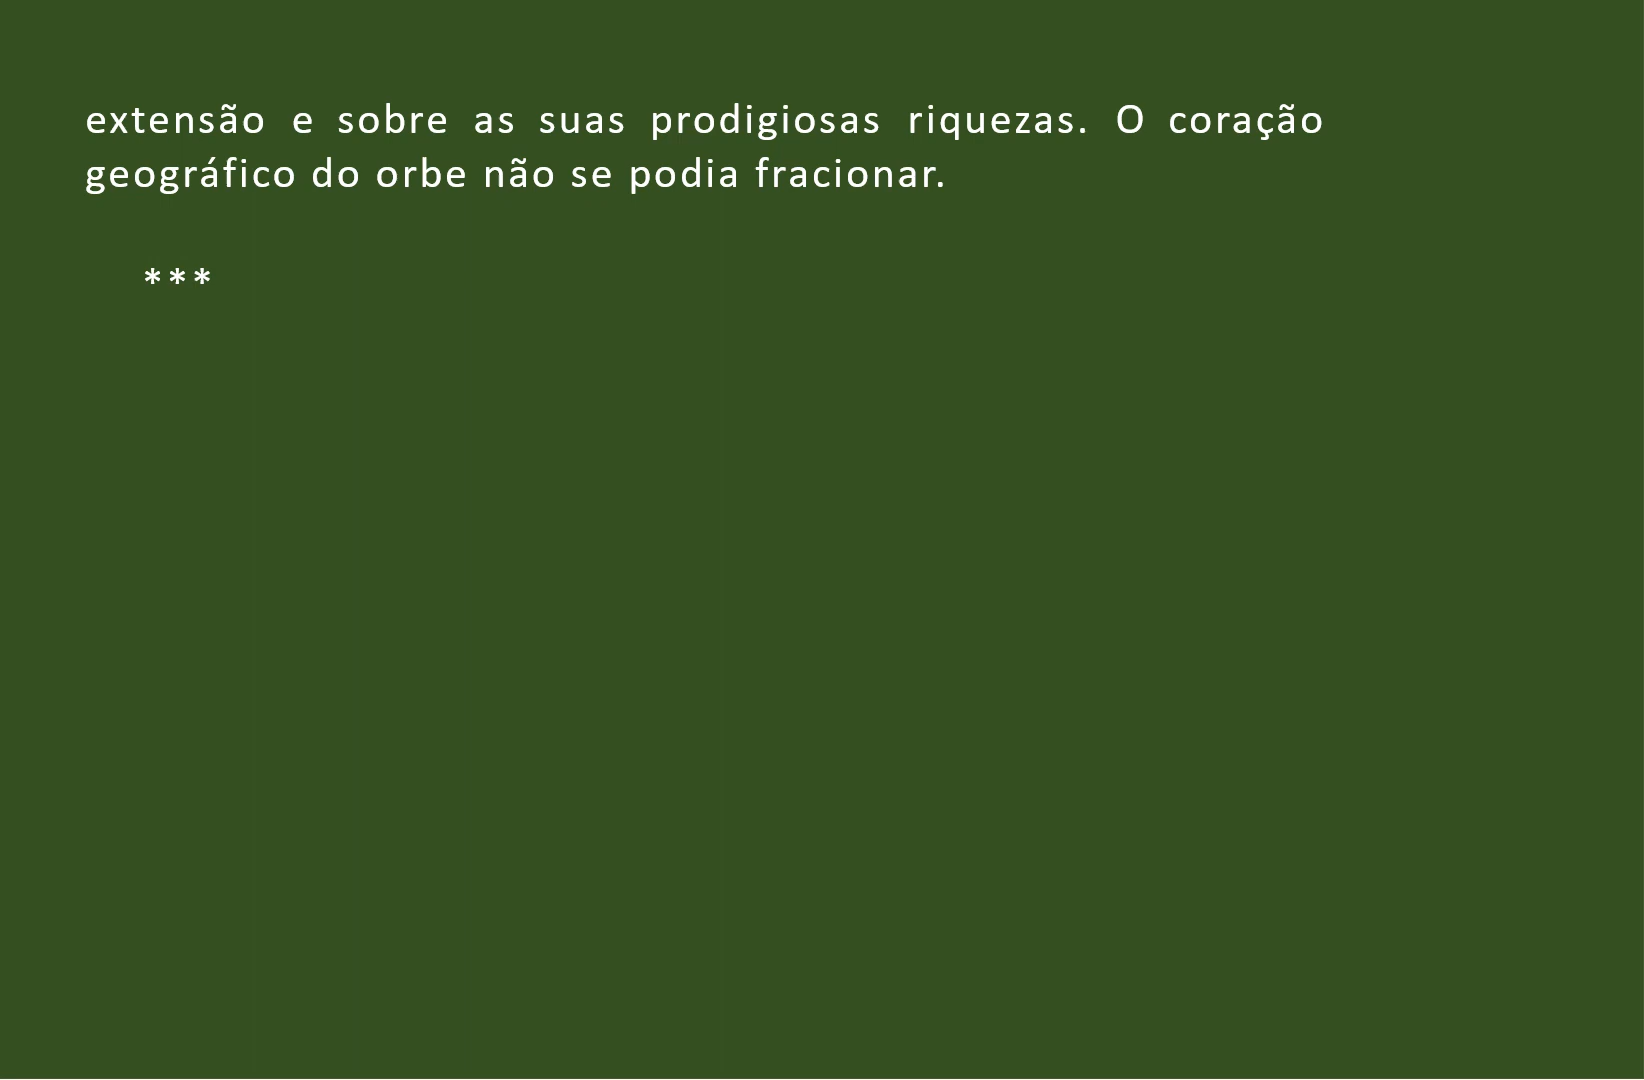 extensão e sobre as suas prodigiosas riquezas. O coração
geográfico do orbe não se podia fracionar.
***